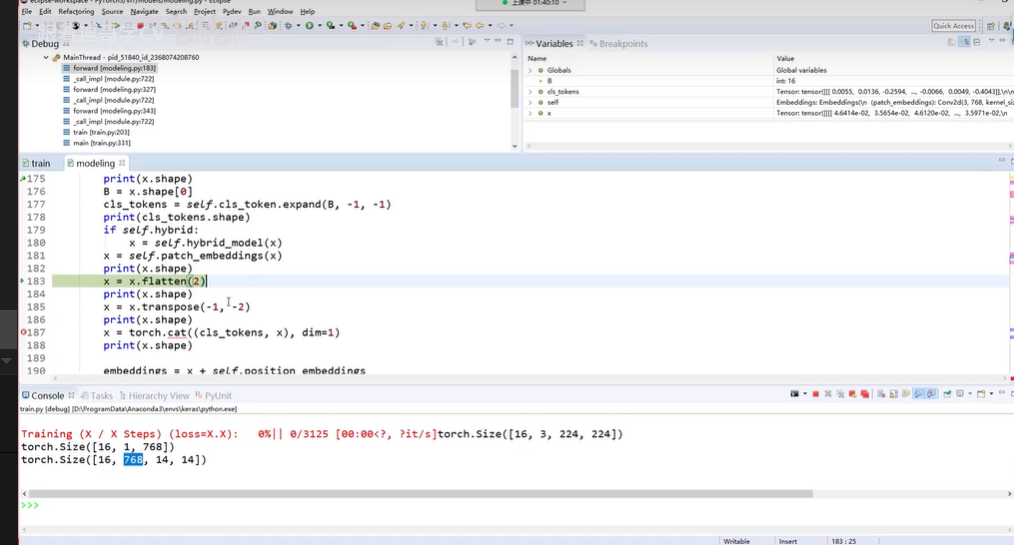 eclipse-workspace - PyTorch3/VIT/models/modeling.py - Eclipse
上课中 01:40:10
File Edit Refactoring Source Navigate Search Project Pydev Run Window Help
Quick Access
Debug
MainThread - pid_51840_id_2368074208760
forward [modeling.py:183]
_call_impl [module.py:722]
forward [modeling.py:327]
_call_impl [module.py:722]
forward [modeling.py:343]
_call_impl [module.py:722]
train [train.py:203]
main [train.py:331]
Variables Breakpoints
Name Value
Globals Global variables
B int: 16
cls_tokens Tensor: tensor([[[ 0.0055, 0.0136, -0.2594, ..., -0.0066, 0.0049, -0.4043]],\n\n
self Embeddings: Embeddings(\n (patch_embeddings): Conv2d(3, 768, kernel_siz
x Tensor: tensor([[[[ 4.6414e-02, 3.5654e-02, 4.6120e-02, ..., 3.5971e-02,\n
train modeling
175 print(x.shape)
176 B = x.shape[0]
177 cls_tokens = self.cls_token.expand(B, -1, -1)
178 print(cls_tokens.shape)
179 if self.hybrid:
180 x = self.hybrid_model(x)
181 x = self.patch_embeddings(x)
182 print(x.shape)
183 x = x.flatten(2)
184 print(x.shape)
185 x = x.transpose(-1, -2)
186 print(x.shape)
187 x = torch.cat((cls_tokens, x), dim=1)
188 print(x.shape)
189
190 embeddings = x + self.position_embeddings
Console Tasks Hierarchy View PyUnit
train.py [debug] [D:\ProgramData\Anaconda3\envs\keras\python.exe]
Training (X / X Steps) (loss=X.X): 0%|| 0/3125 [00:00<?, ?it/s]torch.Size([16, 3, 224, 224])
torch.Size([16, 1, 768])
torch.Size([16, 768, 14, 14])
>>>
Writable Insert 183 : 25